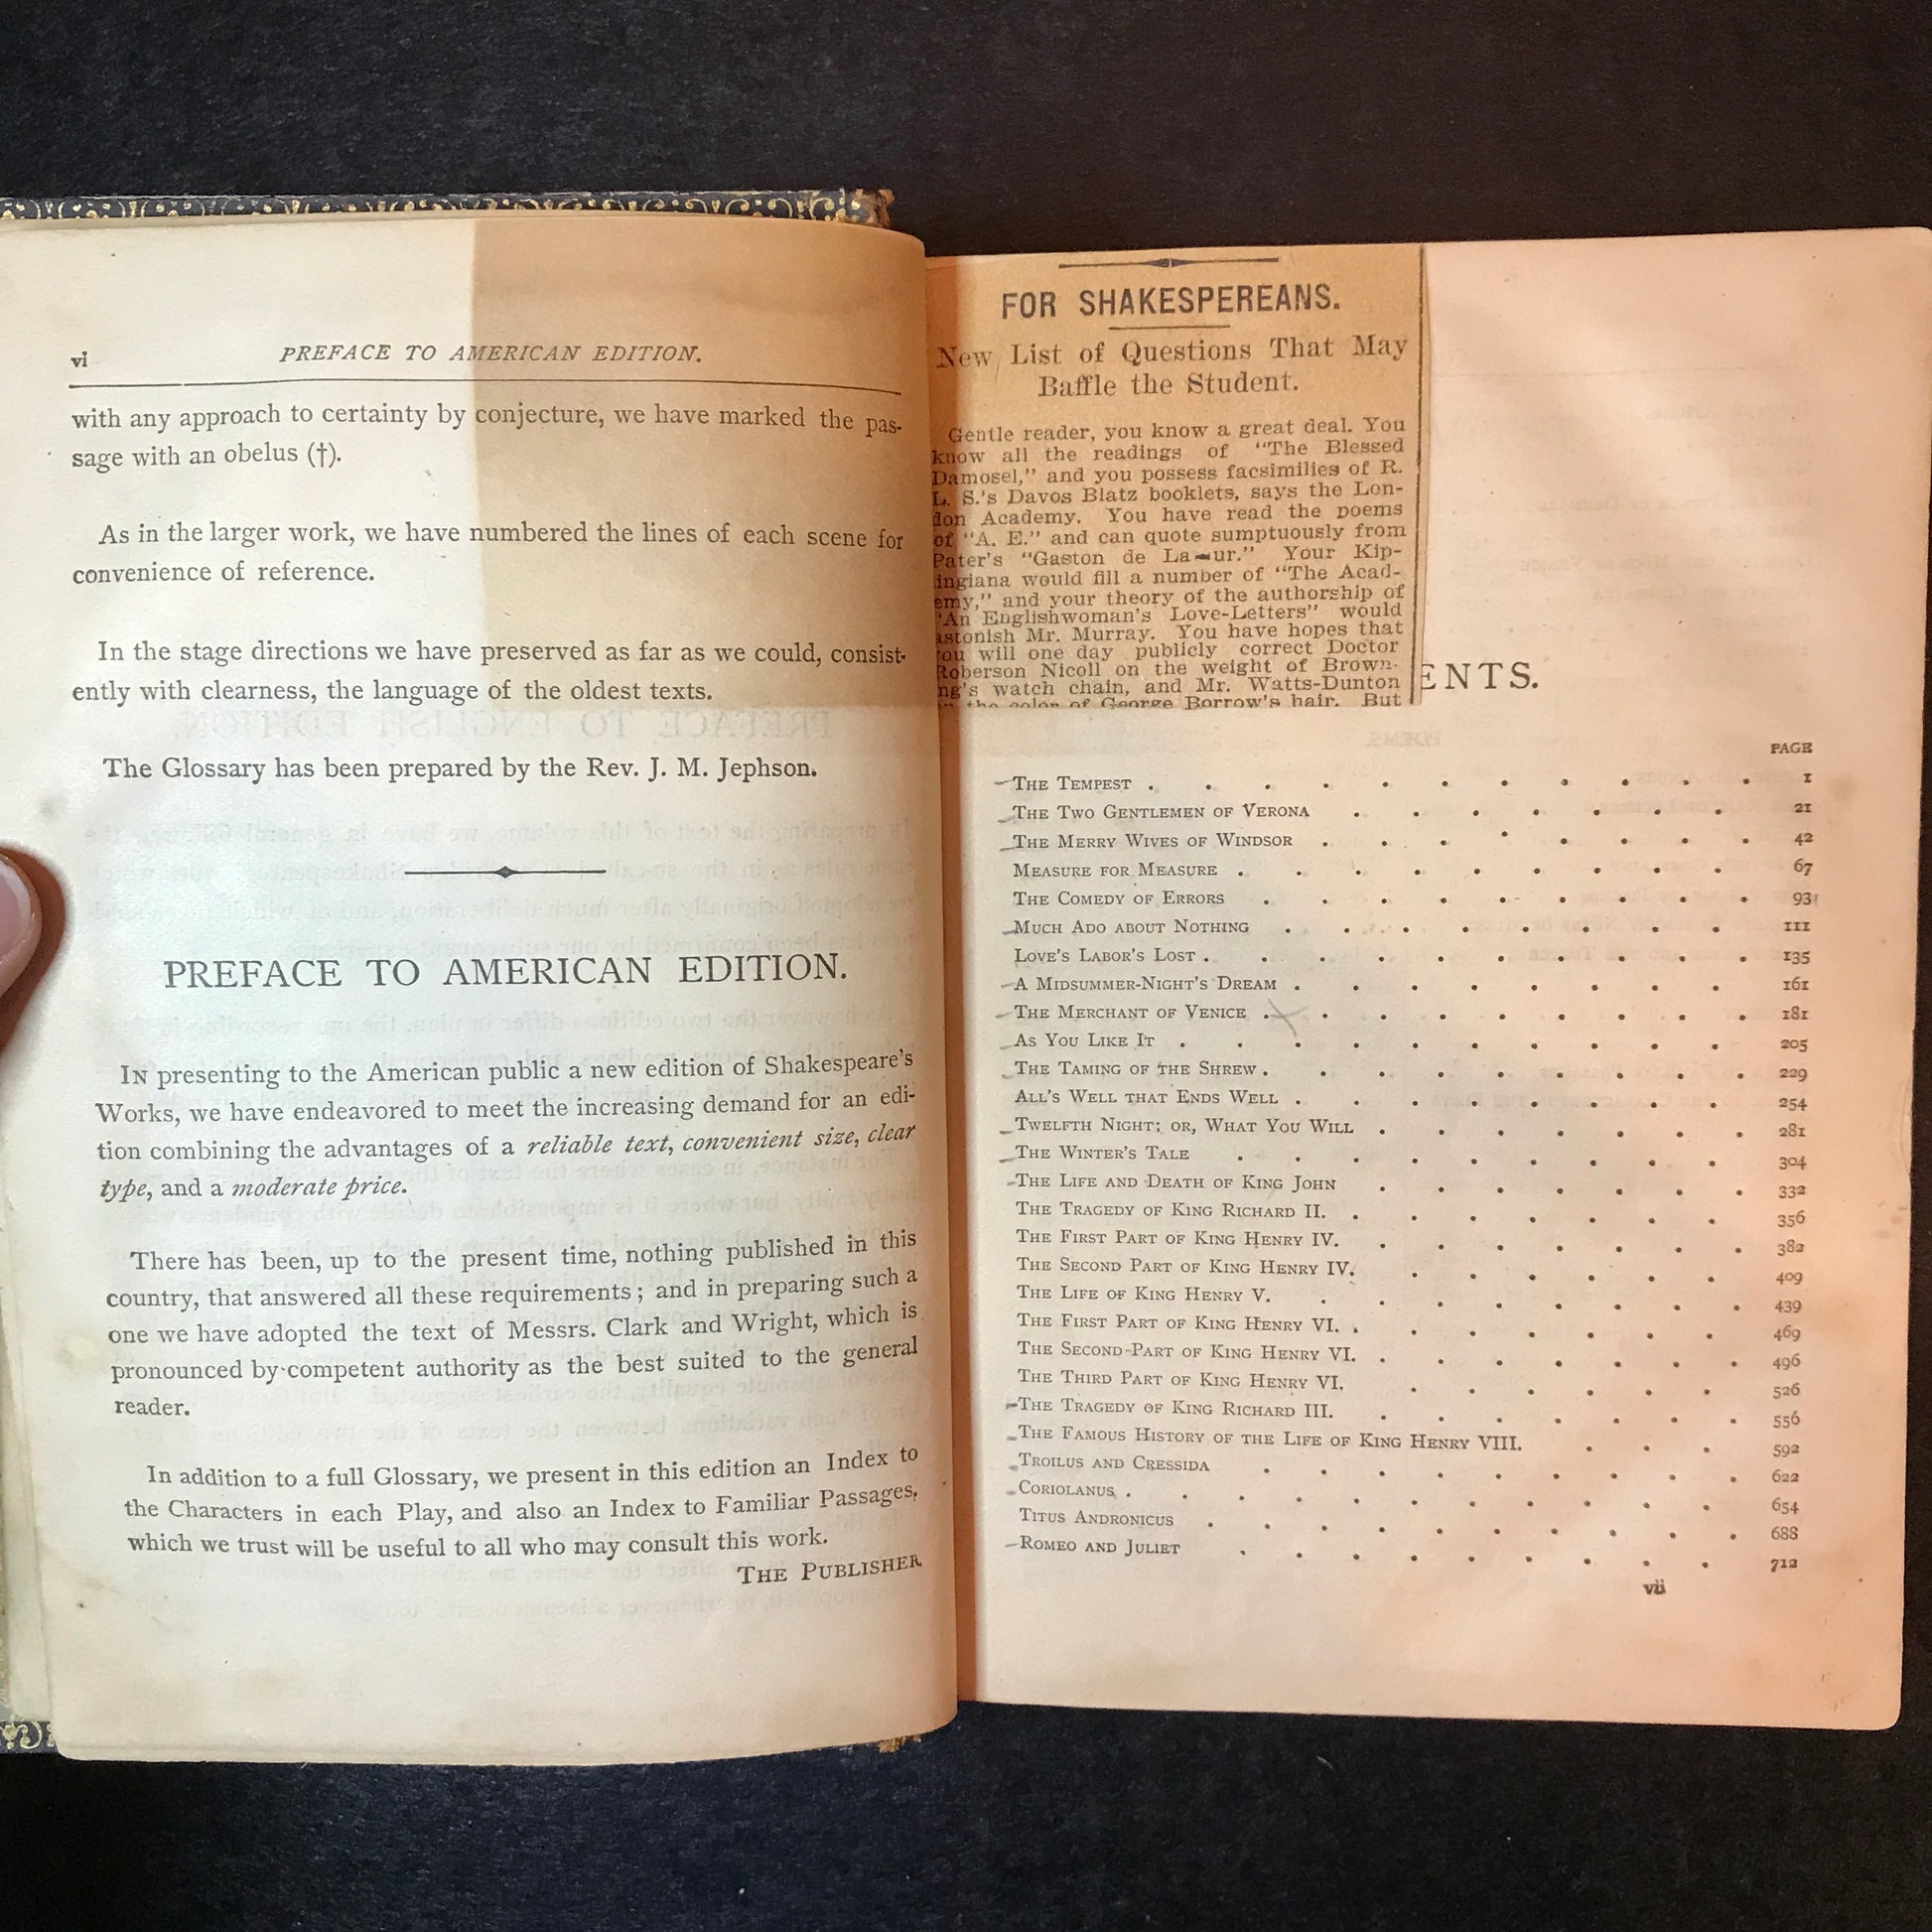 vi
PREFACE TO AMERICAN EDITION.
with any approach to certainty by conjecture, we have marked the pas-
sage with an obelus (†).
As in the larger work, we have numbered the lines of each scene for
convenience of reference.
In the stage directions we have preserved as far as we could, consist-
ently with clearness, the language of the oldest texts.
The Glossary has been prepared by the Rev. J. M. Jephson.
PREFACE TO AMERICAN EDITION.
IN presenting to the American public a new edition of Shakespeare's
Works, we have endeavored to meet the increasing demand for an edi-
tion combining the advantages of a reliable text, convenient size, clear
type, and a moderate price.
There has been, up to the present time, nothing published in this
country, that answered all these requirements; and in preparing such a
one we have adopted the text of Messrs. Clark and Wright, which is
pronounced by competent authority as the best suited to the general
reader.
In addition to a full Glossary, we present in this edition an Index to
the Characters in each Play, and also an Index to Familiar Passages,
which we trust will be useful to all who may consult this work.
THE PUBLISHER
FOR SHAKESPEREANS.
New List of Questions That May
Baffle the Student.
Gentle reader, you know a great deal. You
know all the readings of "The Blessed
Damosel," and you possess facsimilies of R.
L. S.'s Davos Blatz booklets, says the Lon-
don Academy. You have read the poems
of "A. E." and can quote sumptuously from
Pater's "Gaston de La ur." Your Kip-
ingiana would fill a number of "The Acad-
emy," and your theory of the authorship of
"An Englishwoman's Love-Letters" would
astonish Mr. Murray. You have hopes that
you will one day publicly correct Doctor
Roberson Nicoll on the weight of Brown-
ng's watch chain, and Mr. Watts-Dunton
the color of George Borrow's hair. But
ENTS.
PAGE
THE TEMPEST . . . . . . . . . . . 1
THE TWO GENTLEMEN OF VERONA . . . . . . . 21
THE MERRY WIVES OF WINDSOR . . . . . . . . 42
MEASURE FOR MEASURE . . . . . . . . . 67
THE COMEDY OF ERRORS . . . . . . . . . 93
MUCH ADO ABOUT NOTHING . . . . . . . . 111
LOVE'S LABOR'S LOST . . . . . . . . . 135
A MIDSUMMER-NIGHT'S DREAM . . . . . . . . 161
THE MERCHANT OF VENICE . . . . . . . . . 181
AS YOU LIKE IT . . . . . . . . . . 205
THE TAMING OF THE SHREW . . . . . . . . 229
ALL'S WELL THAT ENDS WELL . . . . . . . . 254
TWELFTH NIGHT; OR, WHAT YOU WILL . . . . . . . 281
THE WINTER'S TALE . . . . . . . . . 304
THE LIFE AND DEATH OF KING JOHN . . . . . . . 332
THE TRAGEDY OF KING RICHARD II. . . . . . . . 356
THE FIRST PART OF KING HENRY IV. . . . . . . . 382
THE SECOND PART OF KING HENRY IV. . . . . . . 409
THE LIFE OF KING HENRY V. . . . . . . . . 439
THE FIRST PART OF KING HENRY VI. . . . . . . . 469
THE SECOND PART OF KING HENRY VI. . . . . . . . 496
THE THIRD PART OF KING HENRY VI. . . . . . . 526
THE TRAGEDY OF KING RICHARD III. . . . . . . . 556
THE FAMOUS HISTORY OF THE LIFE OF KING HENRY VIII. . . . 592
TROILUS AND CRESSIDA . . . . . . . . . 622
CORIOLANUS . . . . . . . . . . . 654
TITUS ANDRONICUS . . . . . . . . . . 688
ROMEO AND JULIET . . . . . . . . . 712
vii